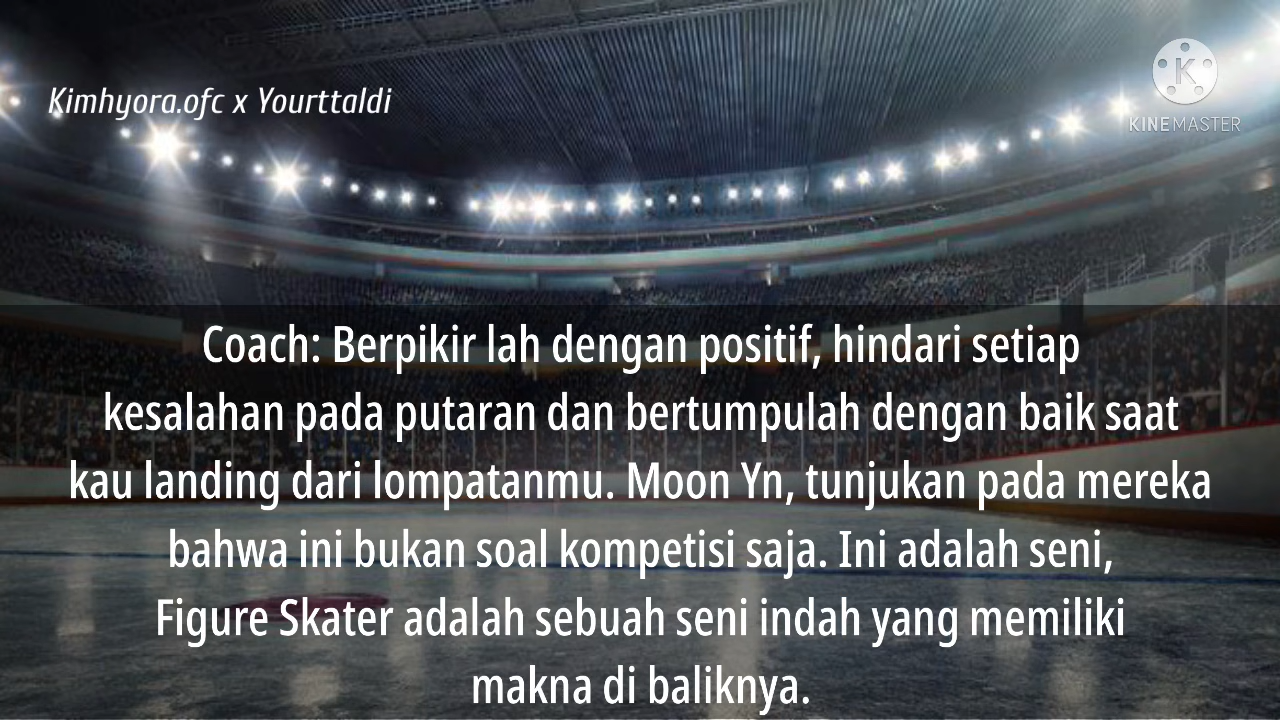 Kimhyora.ofc x Yourttaldi
K
KINEMASTER
Coach: Berpikir lah dengan positif, hindari setiap
kesalahan pada putaran dan bertumpulah dengan baik saat
kau landing dari lompatanmu. Moon Yn, tunjukan pada mereka
bahwa ini bukan soal kompetisi saja. Ini adalah seni,
Figure Skater adalah sebuah seni indah yang memiliki
makna di baliknya.